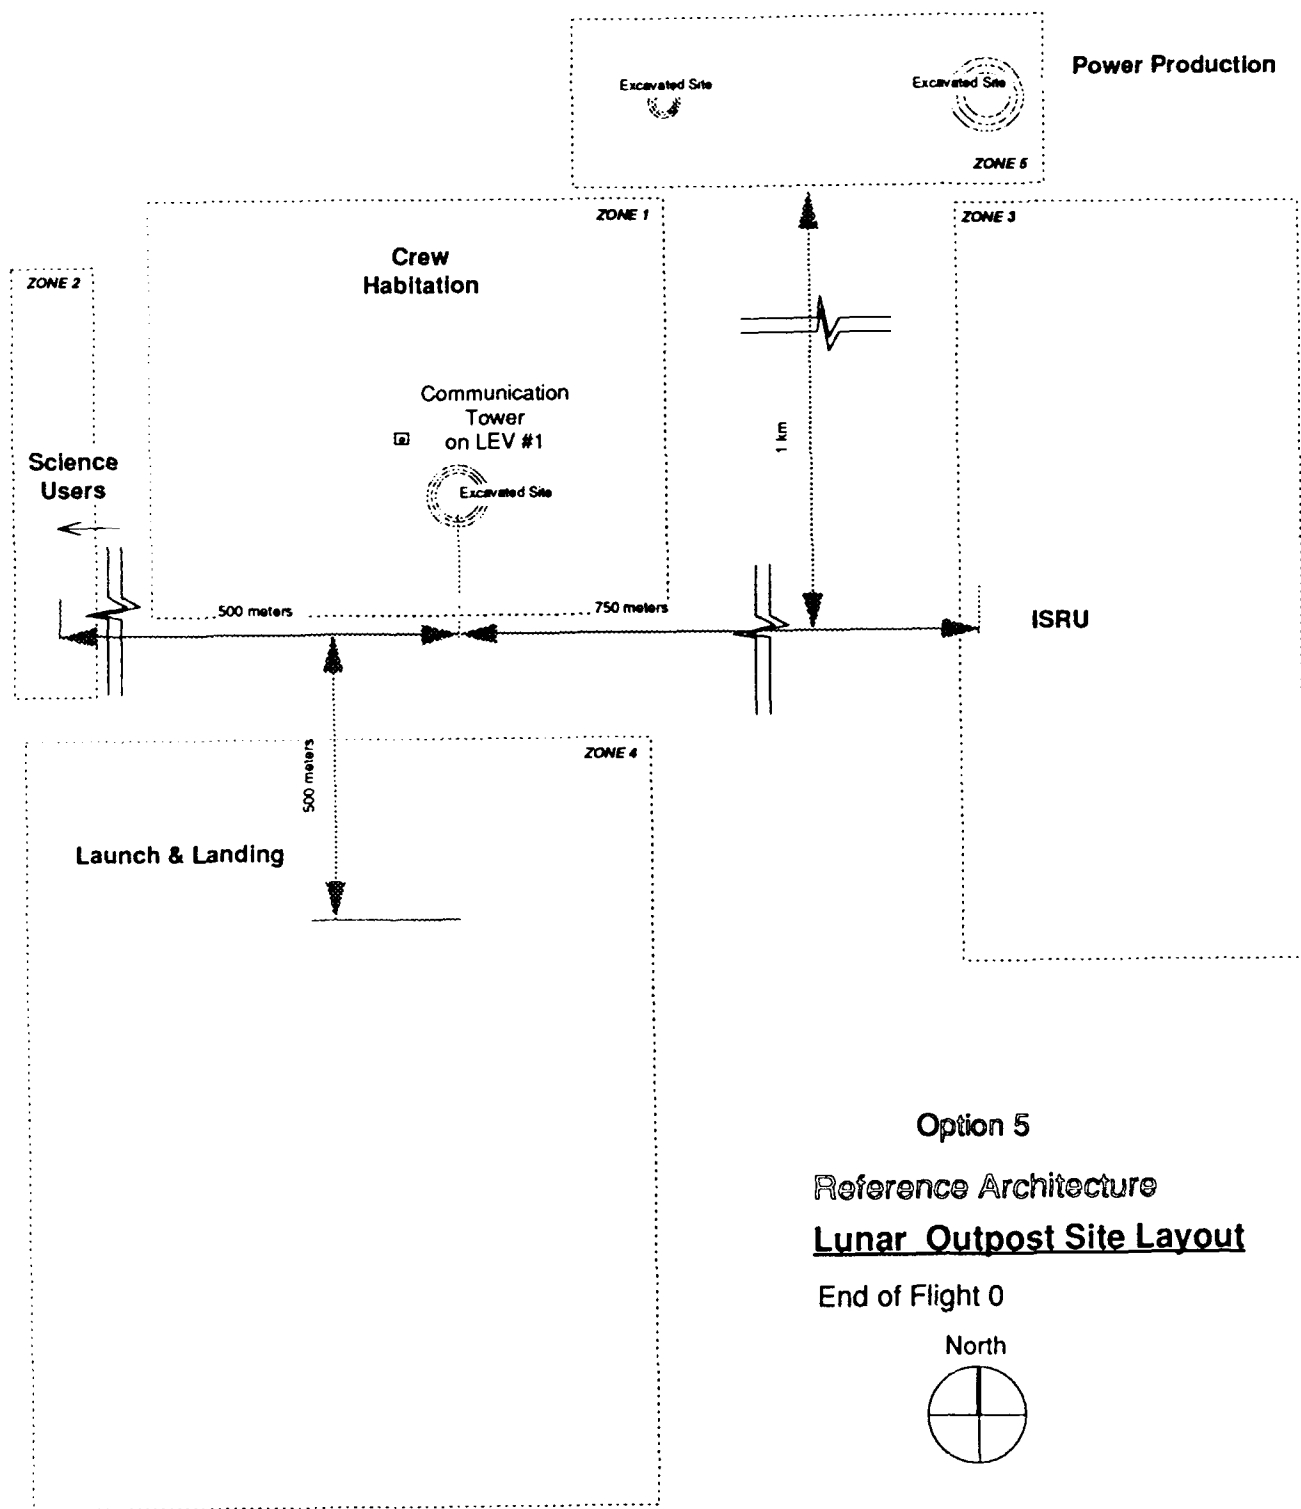 Power Production
Excavated Site
Excavated Site
ZONE 5
ZONE 1
ZONE 3
Crew
Habitation
ZONE 2
Communication
Tower
on LEV #1
1 km
Science
Users
Excavated Site
500 meters
750 meters
ISRU
ZONE 4
500 meters
Launch & Landing
Option 5
Reference Architecture
Lunar Outpost Site Layout
End of Flight 0
North